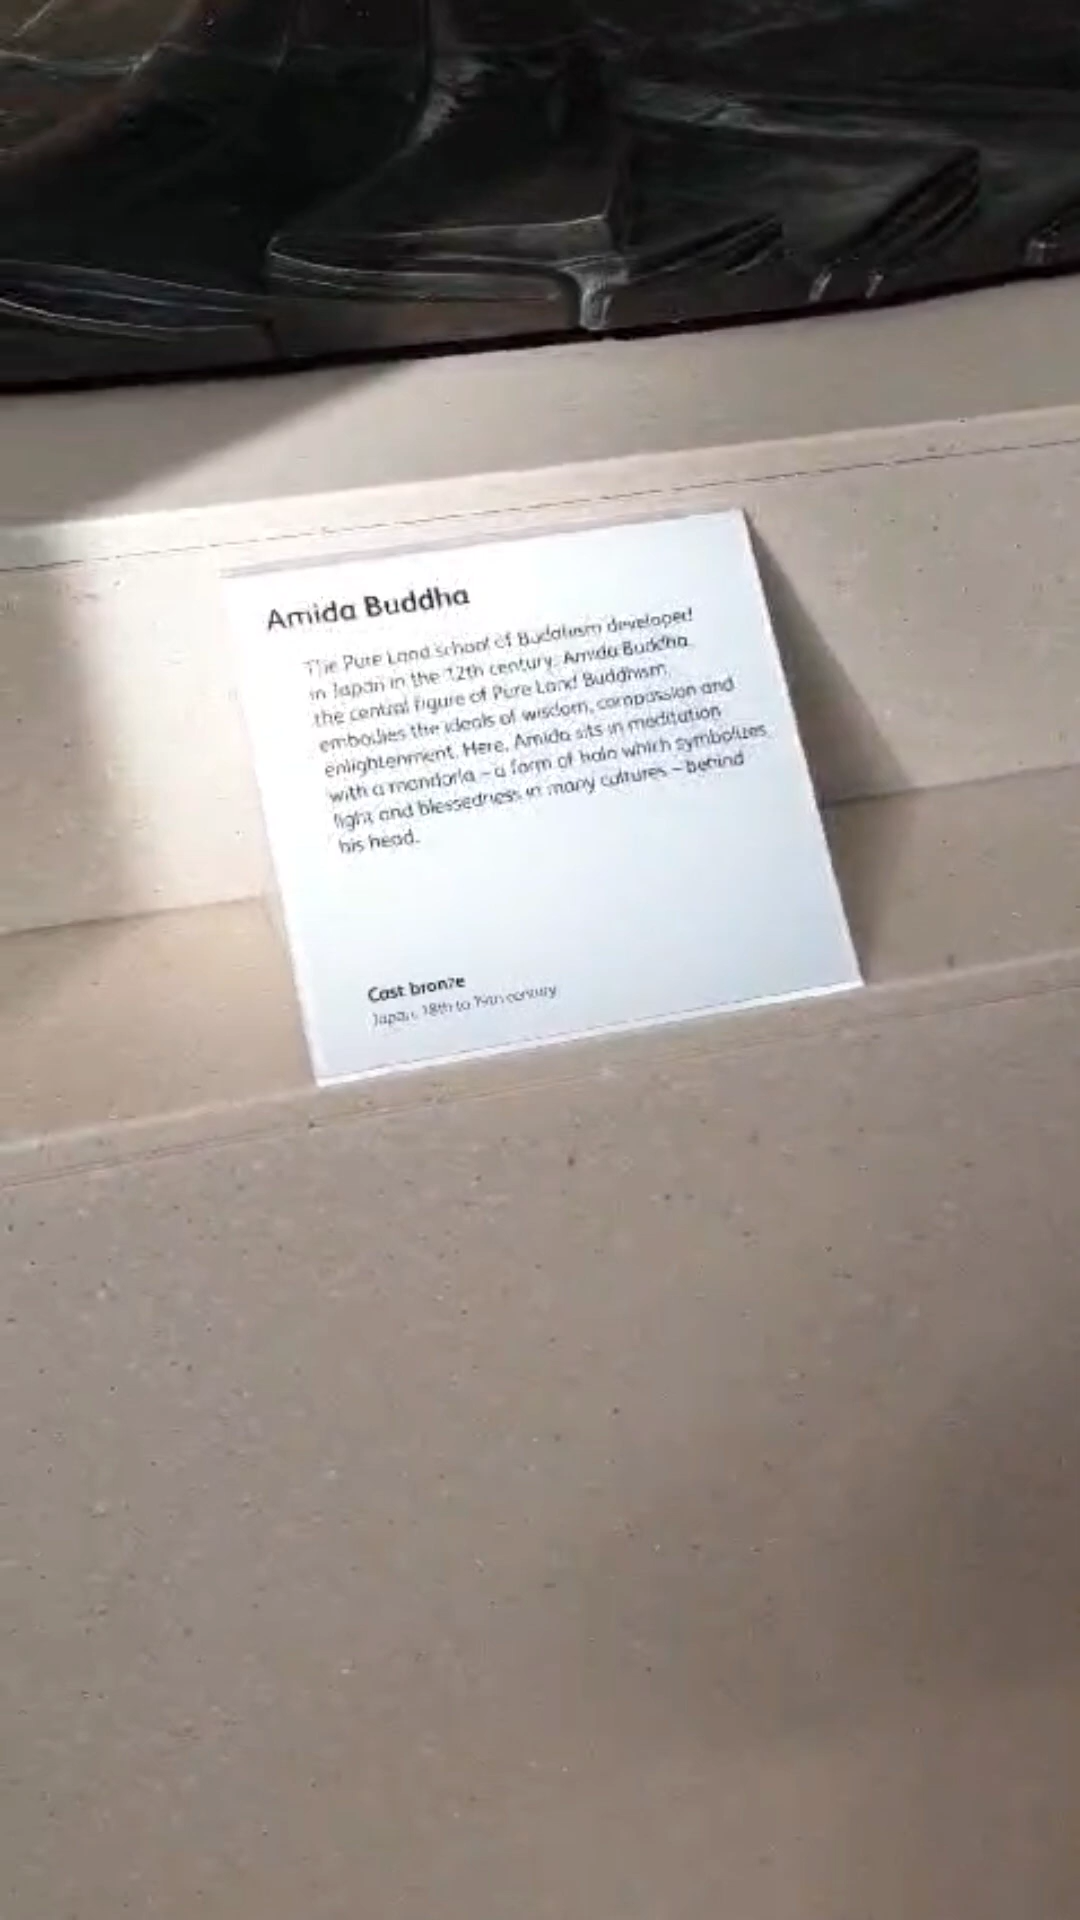 Amida Buddha
The Pure Land School of Buddhism developed
in Japan in the 12th century. Amida Buddha,
the central figure of Pure Land Buddhism,
embodies the ideals of wisdom, compassion and
enlightenment. Here, Amida sits in meditation
with a mandorla – a form of halo which symbolizes
light and blessedness in many cultures – behind
his head.
Cast bronze
Japan, 18th to 19th century